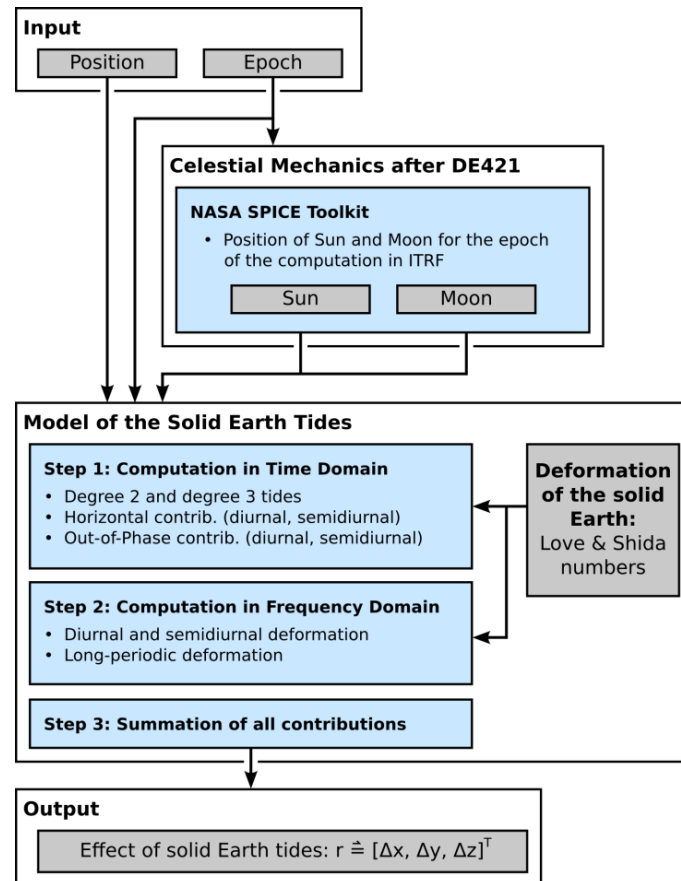 Input
Position
Epoch
Celestial Mechanics after DE421
NASA SPICE Toolkit
• Position of Sun and Moon for the epoch
of the computation in ITRF
Sun
Moon
Model of the Solid Earth Tides
Step 1: Computation in Time Domain
• Degree 2 and degree 3 tides
• Horizontal contrib. (diurnal, semidiurnal)
• Out-of-Phase contrib. (diurnal, semidiurnal)
Deformation
of the solid
Earth:
Love & Shida
numbers
Step 2: Computation in Frequency Domain
• Diurnal and semidiurnal deformation
• Long-periodic deformation
Step 3: Summation of all contributions
Output
Effect of solid Earth tides: r ≛ [Δx, Δy, Δz]ᵀ